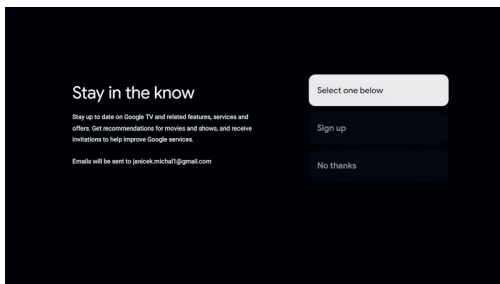 Stay in the know
Stay up to date on Google TV and related features, services and
offers. Get recommendations for movies and shows, and receive
invitations to help improve Google services.
Emails will be sent to janicek.michal1@gmail.com
Select one below
Sign up
No thanks